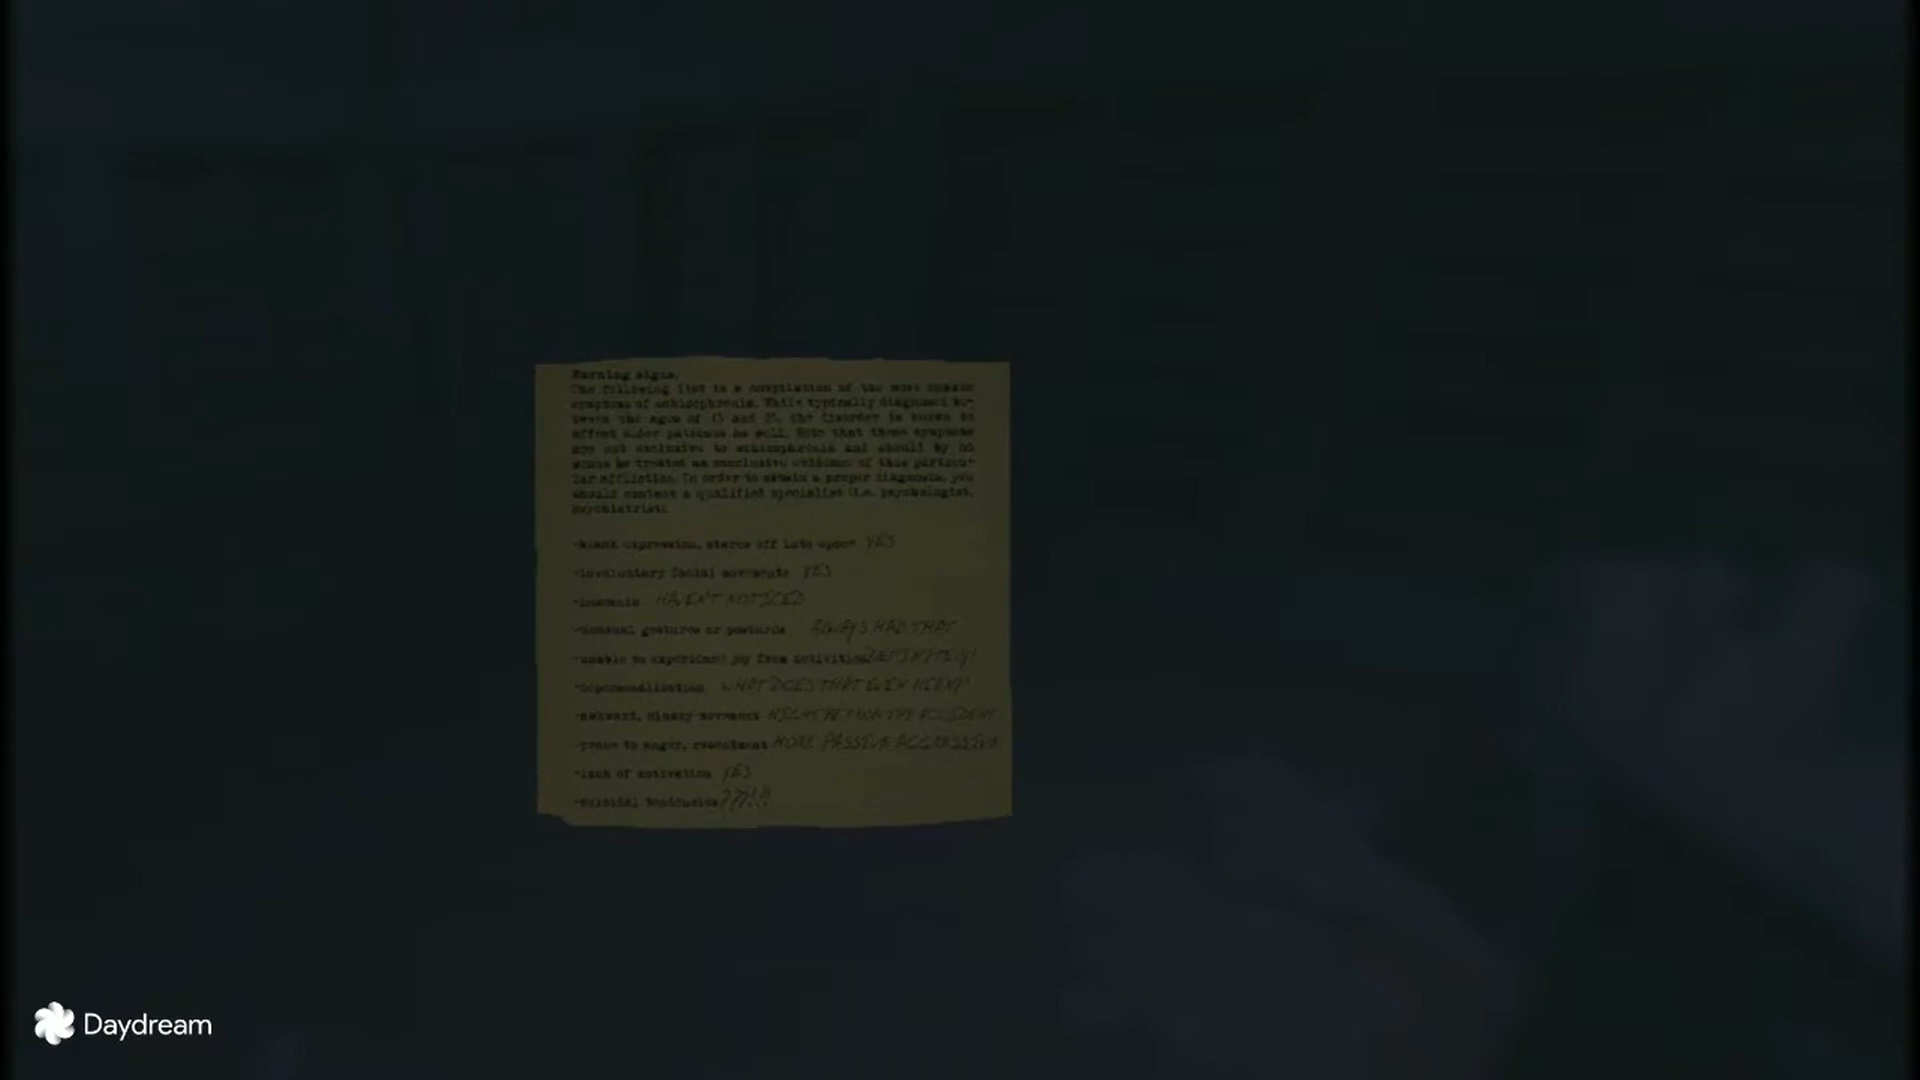 Warning signs.
The following list is a compilation of the most common
symptoms of schizophrenia. While typically diagnosed be-
tween the ages of 15 and 25, the disorder is known to
affect older patients as well. Note that these symptoms
are not exclusive to schizophrenia and should by no
means be treated as conclusive evidence of this particu-
lar affliction. In order to obtain a proper diagnosis, you
should contact a qualified specialist (i.e. psychologist,
psychiatrist).
-blank expression, stares off into space YES
-involuntary facial movements YES
-insomnia HAVEN'T NOTICED
-unusual gestures or postures ALWAYS HAD THAT
-unable to experience joy from activities DEFINITELY!
-depersonalization WHAT DOES THAT EVEN MEAN?
-awkward, clumsy movement MIGHT BE FROM THE ACCIDENT
-prone to anger, resentment MORE PASSIVE AGGRESSIVE
-lack of motivation YES
-suicidal tendencies ???!!!
Daydream